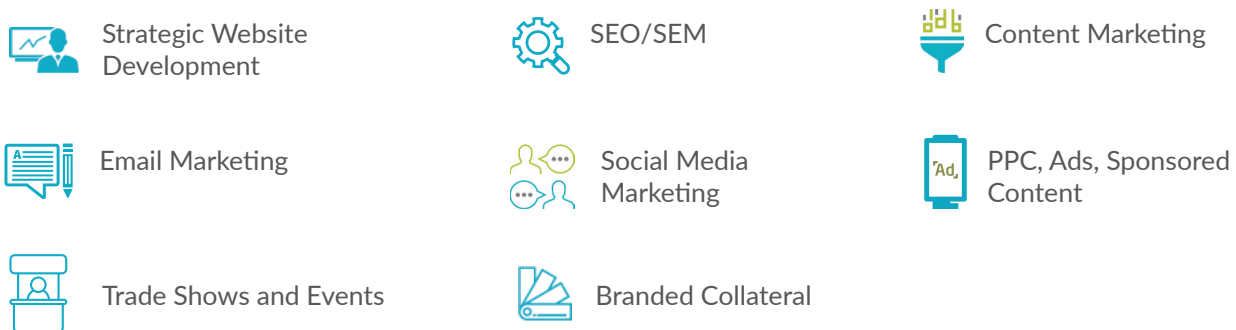 Strategic Website
Development
SEO/SEM
Content Marketing
A
Email Marketing
Social Media
Marketing
Ad
PPC, Ads, Sponsored
Content
Trade Shows and Events
Branded Collateral